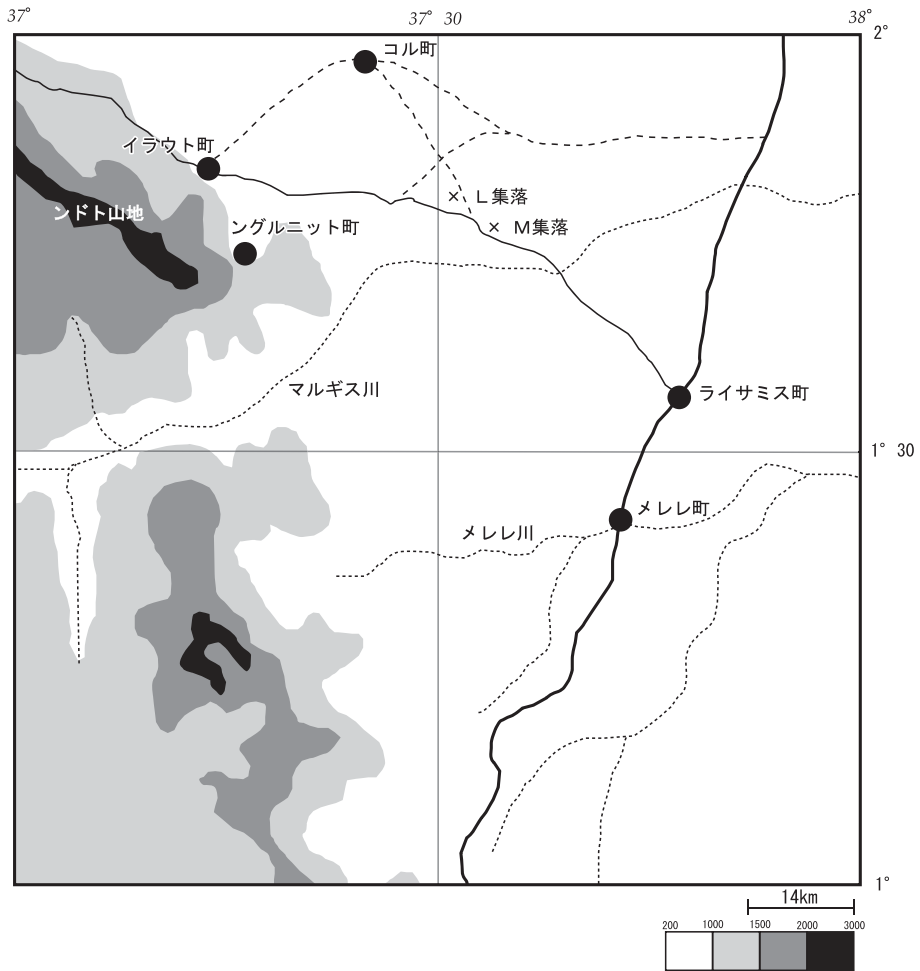 37°
37° 30
38°
2°
コル町
イラウト町
× L集落
ンドト山地
ングルニット町
× M集落
マルギス川
ライサミス町
1° 30
メレレ町
メレレ川
1°
14km
200 1000 1500 2000 3000